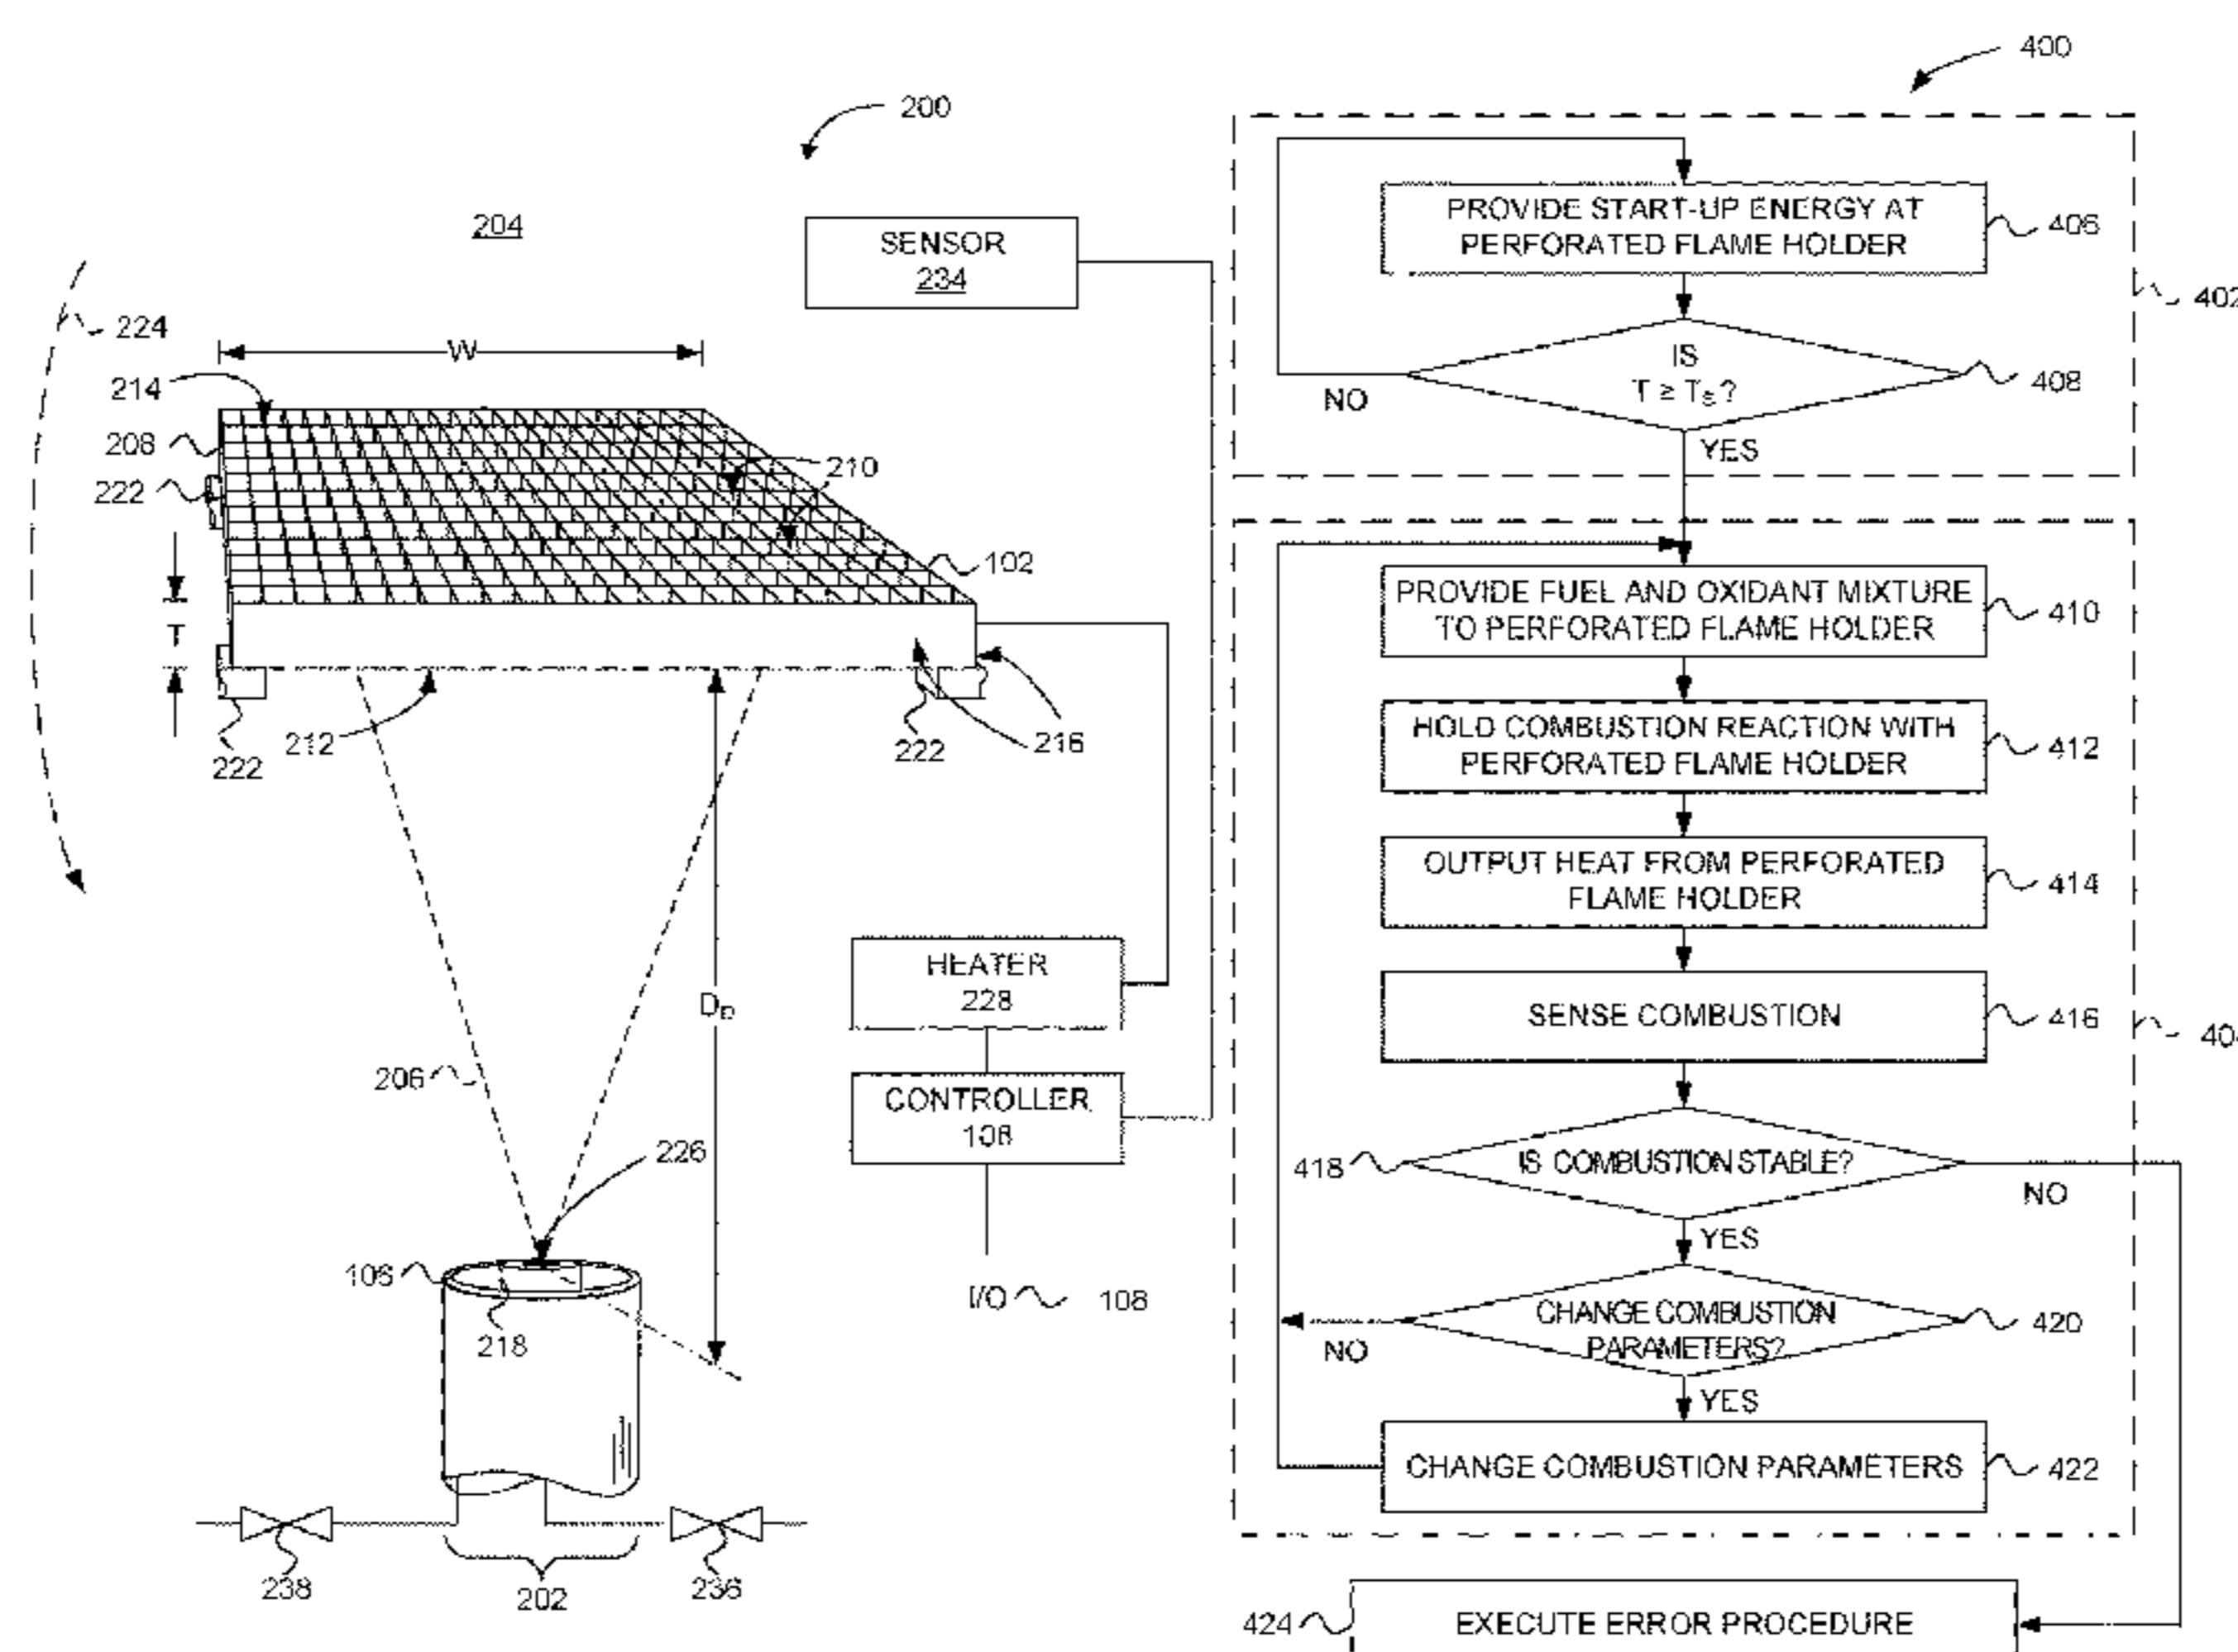 200
204
SENSOR
234
224
W
214
208
222
210
102
T
212
222
222
216
HEATER
228
D
206
CONTROLLER
106
226
106
I/O
108
218
238
202
236
400
PROVIDE START-UP ENERGY AT
PERFORATED FLAME HOLDER
406
402
IS
T ≥ Ts?
408
NO
YES
PROVIDE FUEL AND OXIDANT MIXTURE
TO PERFORATED FLAME HOLDER
410
HOLD COMBUSTION REACTION WITH
PERFORATED FLAME HOLDER
412
OUTPUT HEAT FROM PERFORATED
FLAME HOLDER
414
SENSE COMBUSTION
416
418
IS COMBUSTION STABLE?
NO
YES
CHANGE COMBUSTION
PARAMETERS?
420
NO
YES
CHANGE COMBUSTION PARAMETERS
422
424
EXECUTE ERROR PROCEDURE